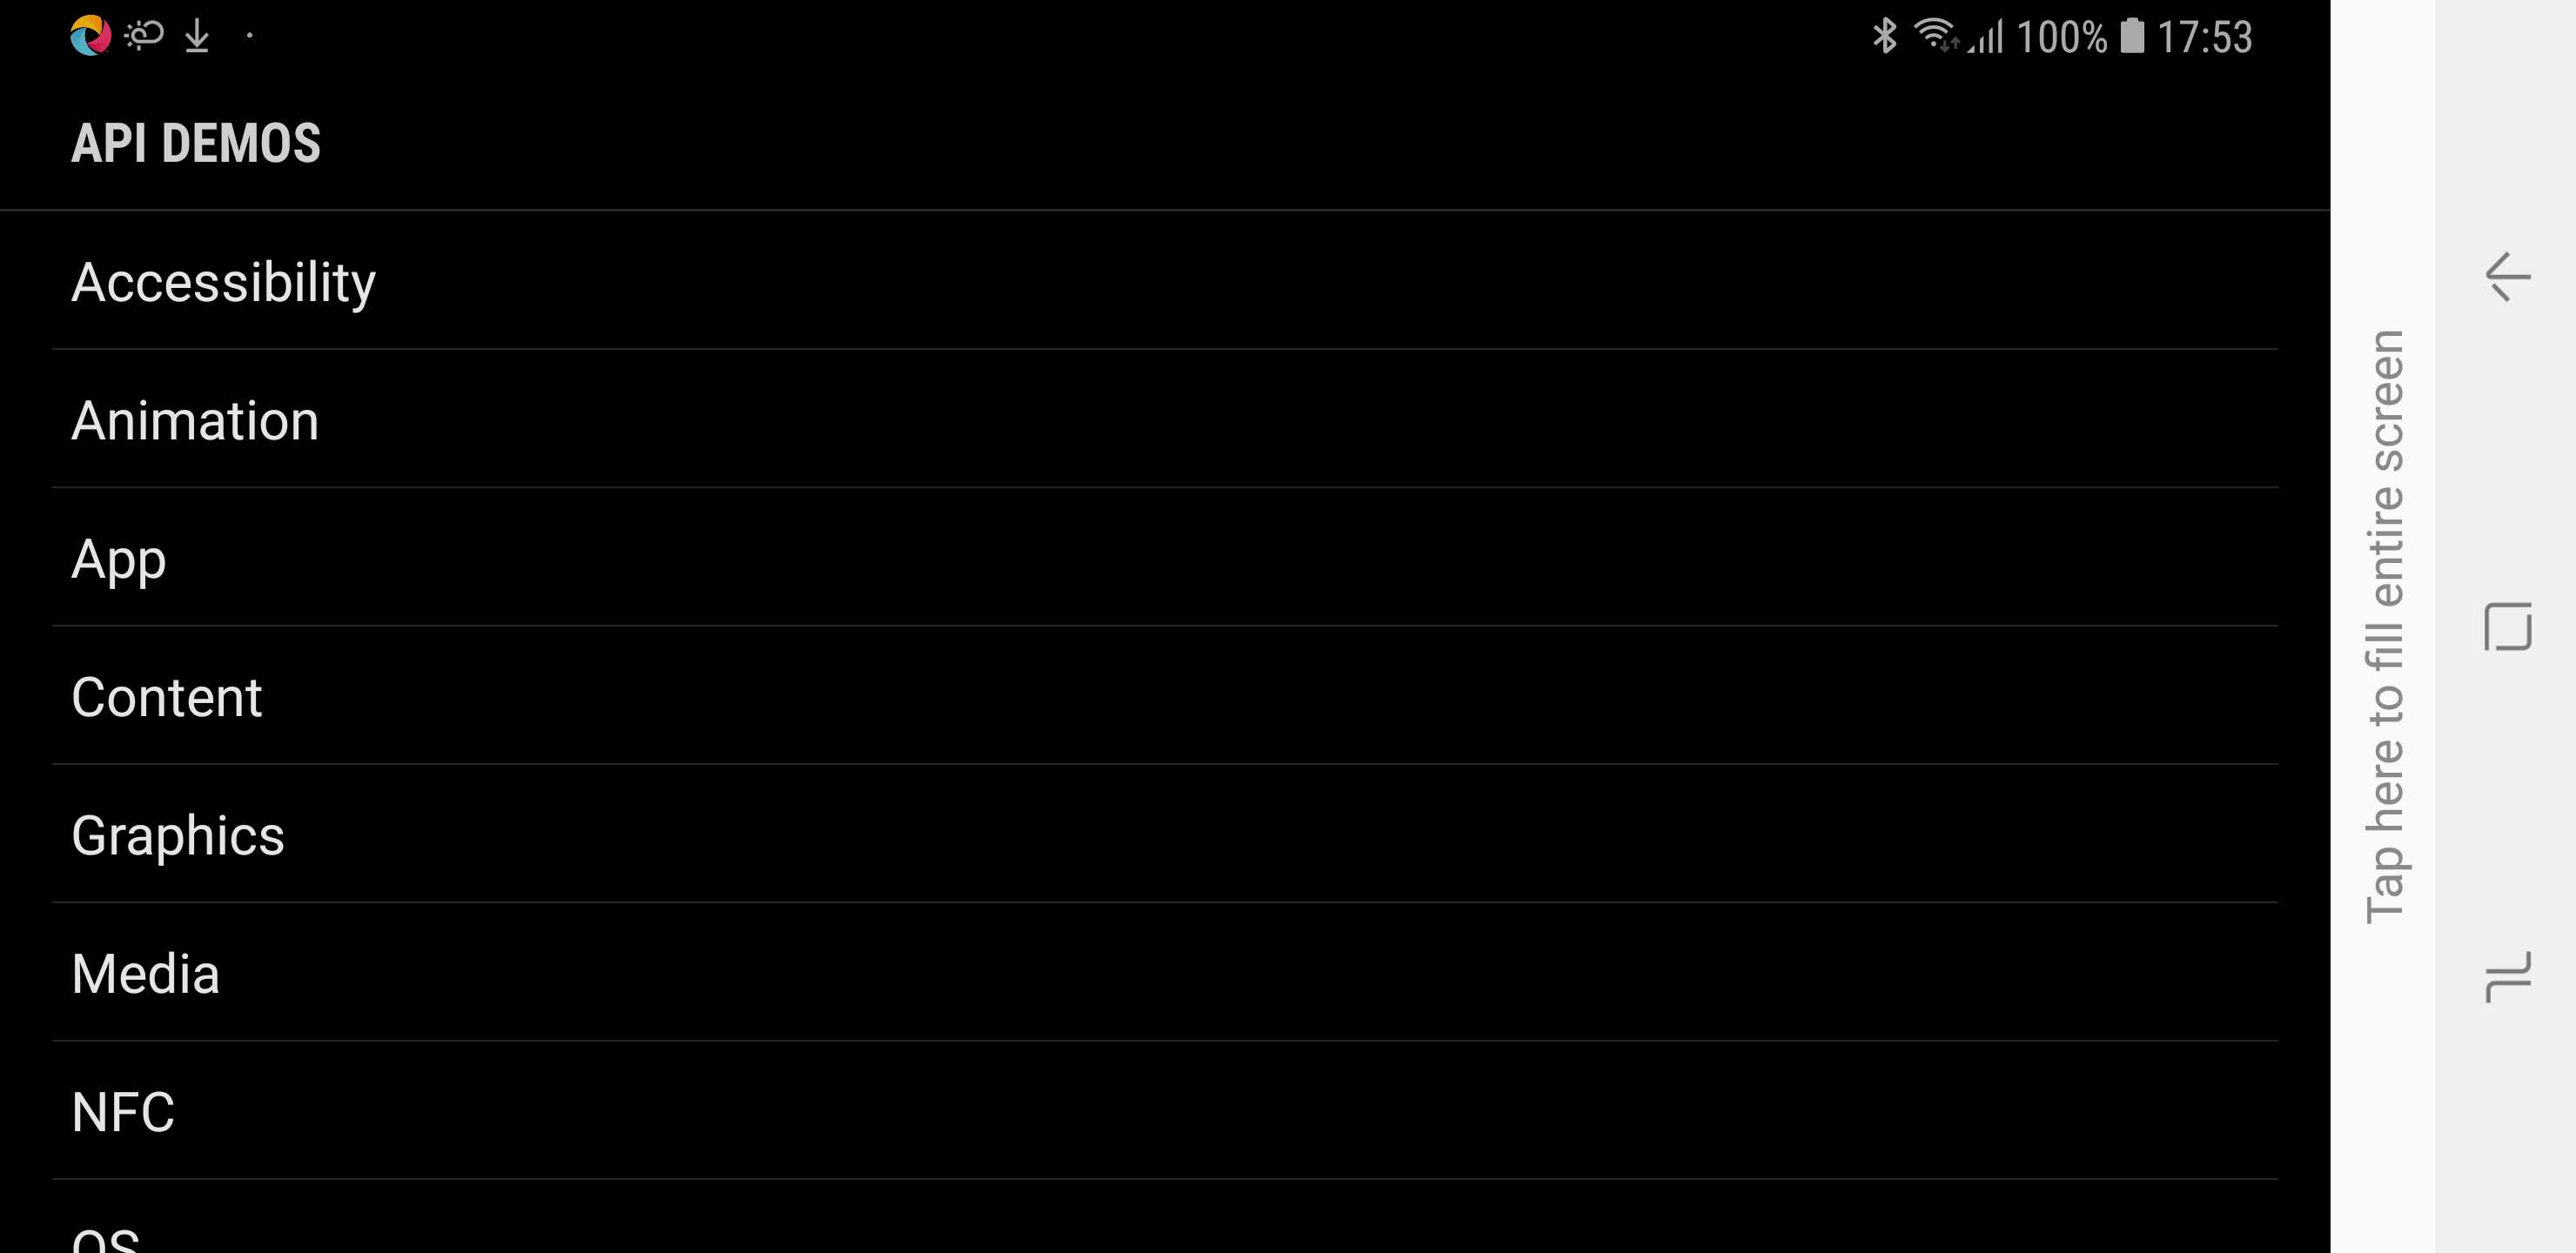 100% 17:53
API DEMOS
Accessibility
Animation
App
Content
Graphics
Media
NFC
OS
Tap here to fill entire screen